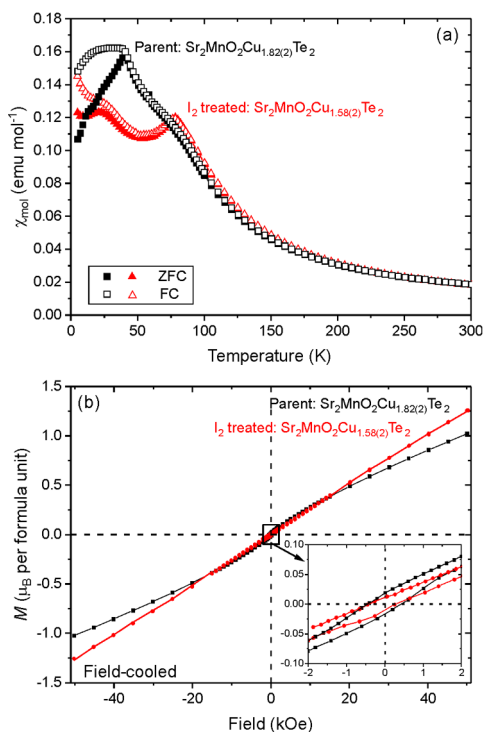 (a)
Parent: Sr₂MnO₂Cu₁.₈₂₍₂₎Te₂
I₂ treated: Sr₂MnO₂Cu₁.₅₈₍₂₎Te₂
χmol (emu mol⁻¹)
0.18
0.16
0.14
0.12
0.10
0.08
0.06
0.04
0.02
0.00
ZFC
FC
0 50 100 150 200 250 300
Temperature (K)
(b)
Parent: Sr₂MnO₂Cu₁.₈₂₍₂₎Te₂
I₂ treated: Sr₂MnO₂Cu₁.₅₈₍₂₎Te₂
M (μB per formula unit)
1.5
1.0
0.5
0.0
-0.5
-1.0
-1.5
0.10
0.05
0.00
-0.05
-0.10
-2 -1 0 1 2
Field-cooled
-40 -20 0 20 40
Field (kOe)